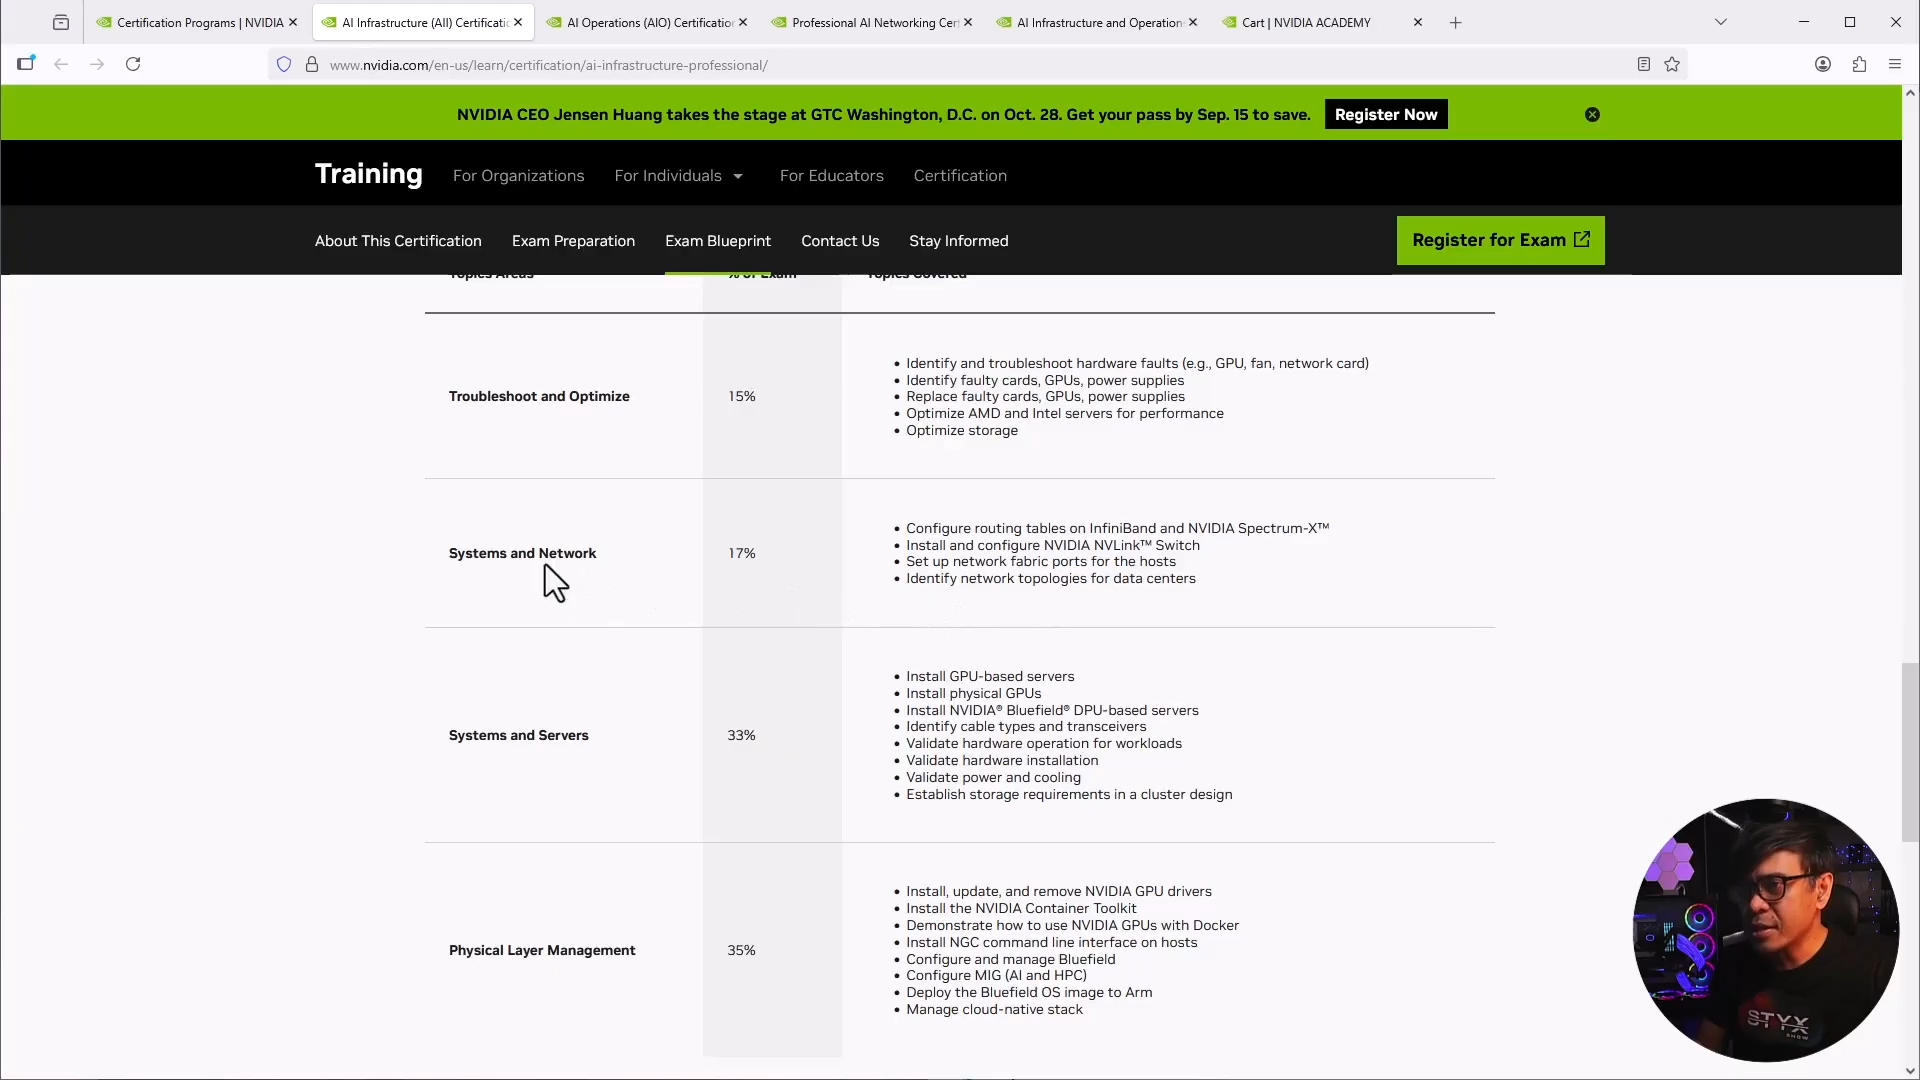 Certification Programs | NVIDIA
AI Infrastructure (AII) Certificati
AI Operations (AIO) Certification
Professional AI Networking Cert
AI Infrastructure and Operation
Cart | NVIDIA ACADEMY
www.nvidia.com/en-us/learn/certification/ai-infrastructure-professional/
NVIDIA CEO Jensen Huang takes the stage at GTC Washington, D.C. on Oct. 28. Get your pass by Sep. 15 to save.
Register Now
Training
For Organizations
For Individuals
For Educators
Certification
About This Certification
Exam Preparation
Exam Blueprint
Contact Us
Stay Informed
Register for Exam
Topics Areas
% of Exam
Topics Covered
Troubleshoot and Optimize
15%
• Identify and troubleshoot hardware faults (e.g., GPU, fan, network card)
• Identify faulty cards, GPUs, power supplies
• Replace faulty cards, GPUs, power supplies
• Optimize AMD and Intel servers for performance
• Optimize storage
Systems and Network
17%
• Configure routing tables on InfiniBand and NVIDIA Spectrum-X™
• Install and configure NVIDIA NVLink™ Switch
• Set up network fabric ports for the hosts
• Identify network topologies for data centers
Systems and Servers
33%
• Install GPU-based servers
• Install physical GPUs
• Install NVIDIA® Bluefield® DPU-based servers
• Identify cable types and transceivers
• Validate hardware operation for workloads
• Validate hardware installation
• Validate power and cooling
• Establish storage requirements in a cluster design
Physical Layer Management
35%
• Install, update, and remove NVIDIA GPU drivers
• Install the NVIDIA Container Toolkit
• Demonstrate how to use NVIDIA GPUs with Docker
• Install NGC command line interface on hosts
• Configure and manage Bluefield
• Configure MIG (AI and HPC)
• Deploy the Bluefield OS image to Arm
• Manage cloud-native stack
STYX
SHOW